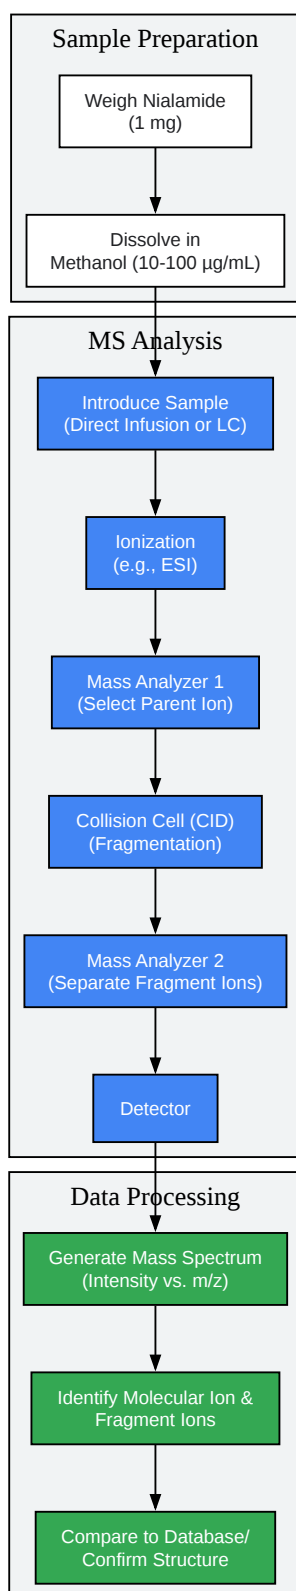 Sample Preparation
Weigh Nialamide
(1 mg)
Dissolve in
Methanol (10-100 µg/mL)
MS Analysis
Introduce Sample
(Direct Infusion or LC)
Ionization
(e.g., ESI)
Mass Analyzer 1
(Select Parent Ion)
Collision Cell (CID)
(Fragmentation)
Mass Analyzer 2
(Separate Fragment Ions)
Detector
Data Processing
Generate Mass Spectrum
(Intensity vs. m/z)
Identify Molecular Ion &
Fragment Ions
Compare to Database/
Confirm Structure